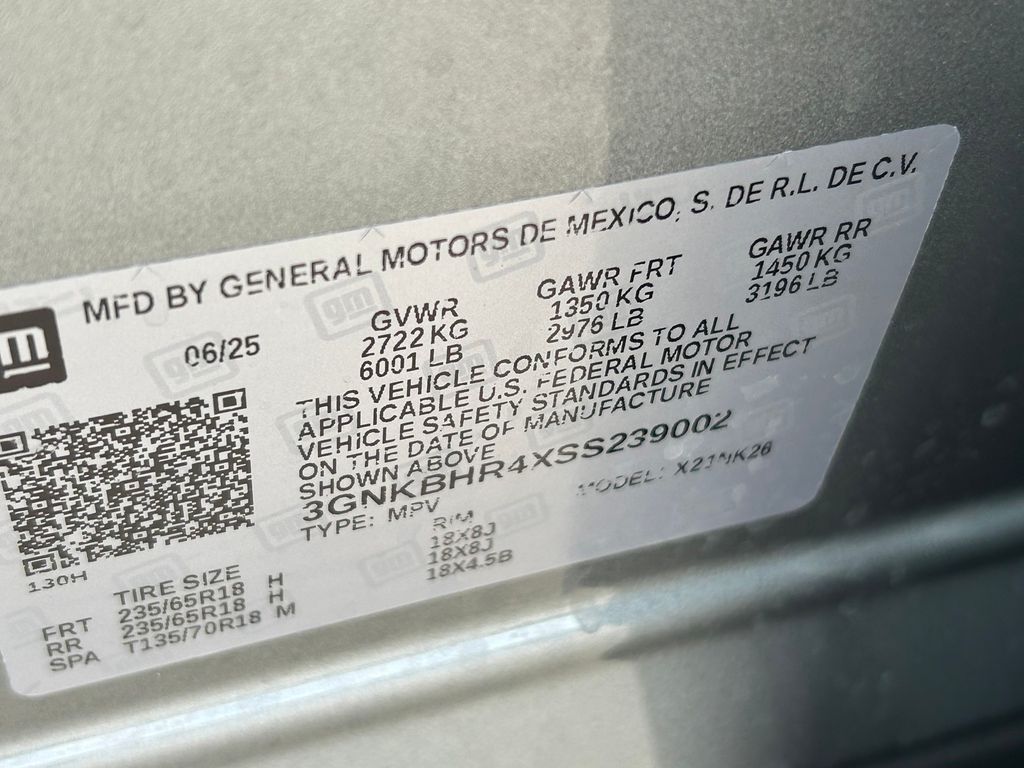 MFD BY GENERAL MOTORS DE MEXICO, S. DE R.L. DE C.V.
gm
06/25
GVWR GAWR FRT GAWR RR
2722 KG 1350 KG 1450 KG
6001 LB 2976 LB 3196 LB
THIS VEHICLE CONFORMS TO ALL
APPLICABLE U.S. FEDERAL MOTOR
VEHICLE SAFETY STANDARDS IN EFFECT
ON THE DATE OF MANUFACTURE
SHOWN ABOVE
3GNKBHR4XSS239002
TYPE: MPV MODEL: X21NK26
130H
TIRE SIZE RIM
FRT 235/65R18 H 18X8J
RR 235/65R18 H 18X8J
SPA T135/70R18 M 18X4.5B